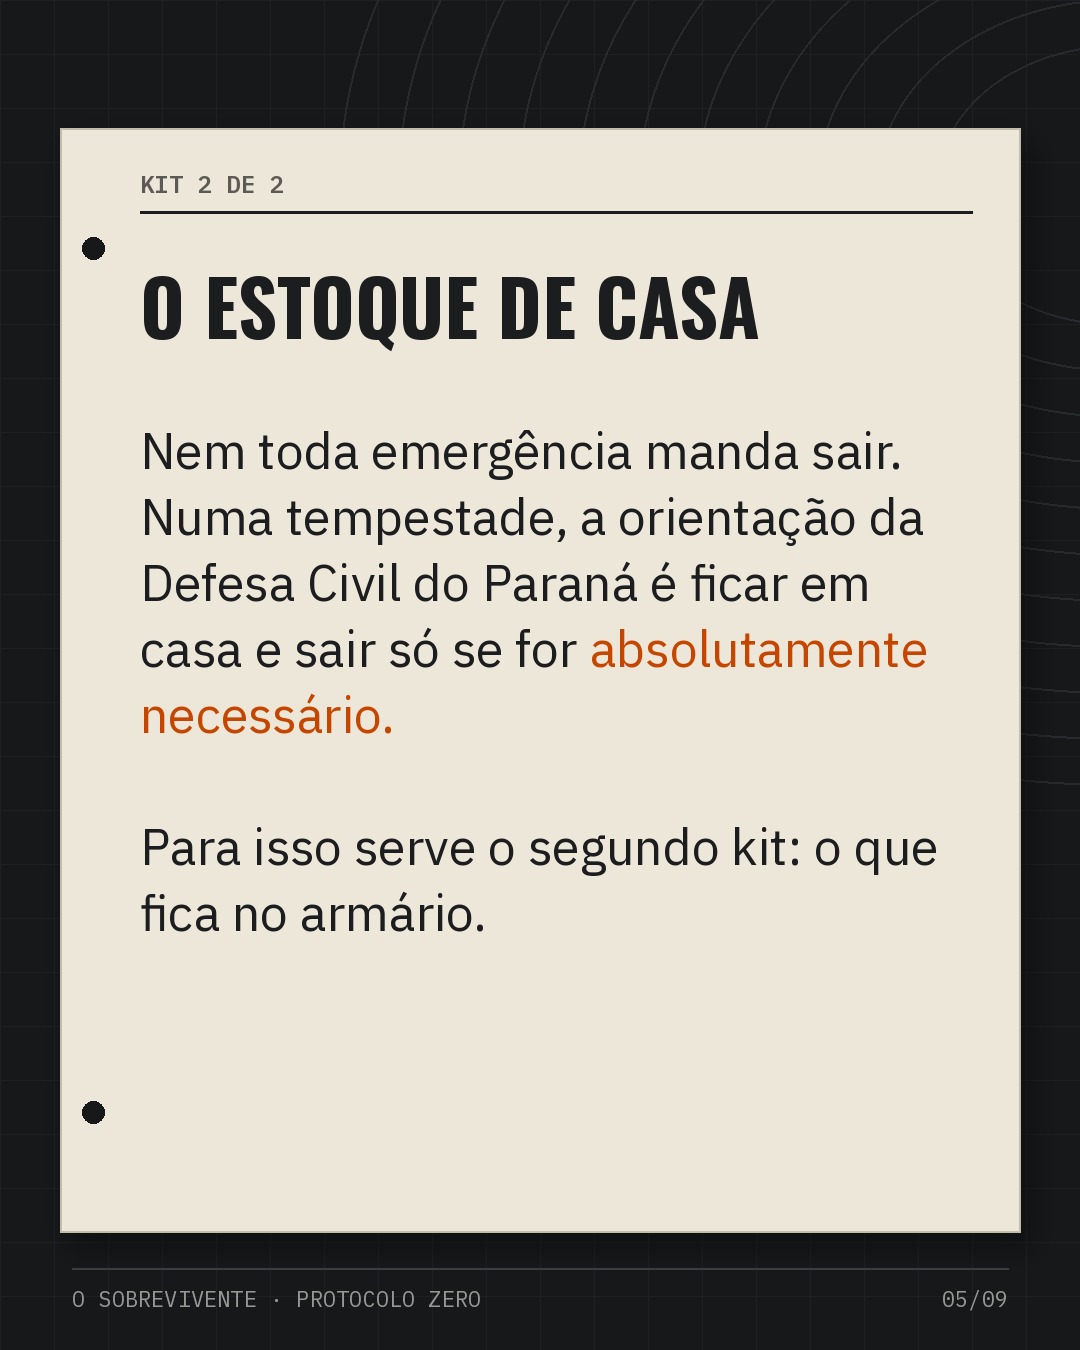 KIT 2 DE 2
O ESTOQUE DE CASA
Nem toda emergência manda sair.
Numa tempestade, a orientação da
Defesa Civil do Paraná é ficar em
casa e sair só se for absolutamente
necessário.
Para isso serve o segundo kit: o que
fica no armário.
O SOBREVIVENTE · PROTOCOLO ZERO
05/09